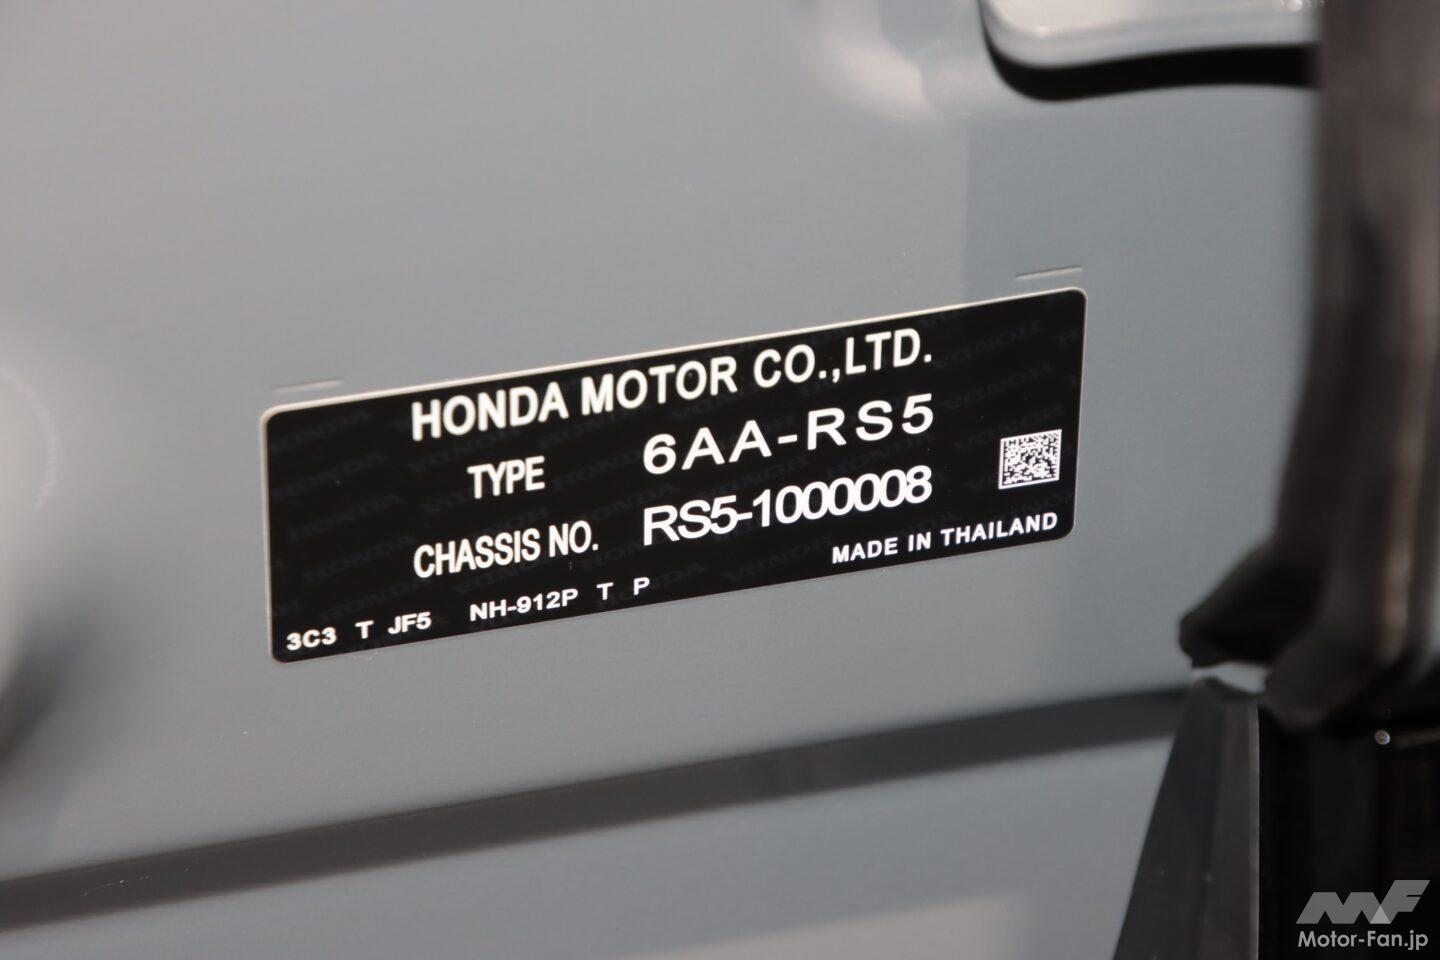 HONDA MOTOR CO.,LTD.
TYPE 6AA-RS5
CHASSIS NO. RS5-1000008
MADE IN THAILAND
3C3 T JF5 NH-912P T P
Motor-Fan.jp